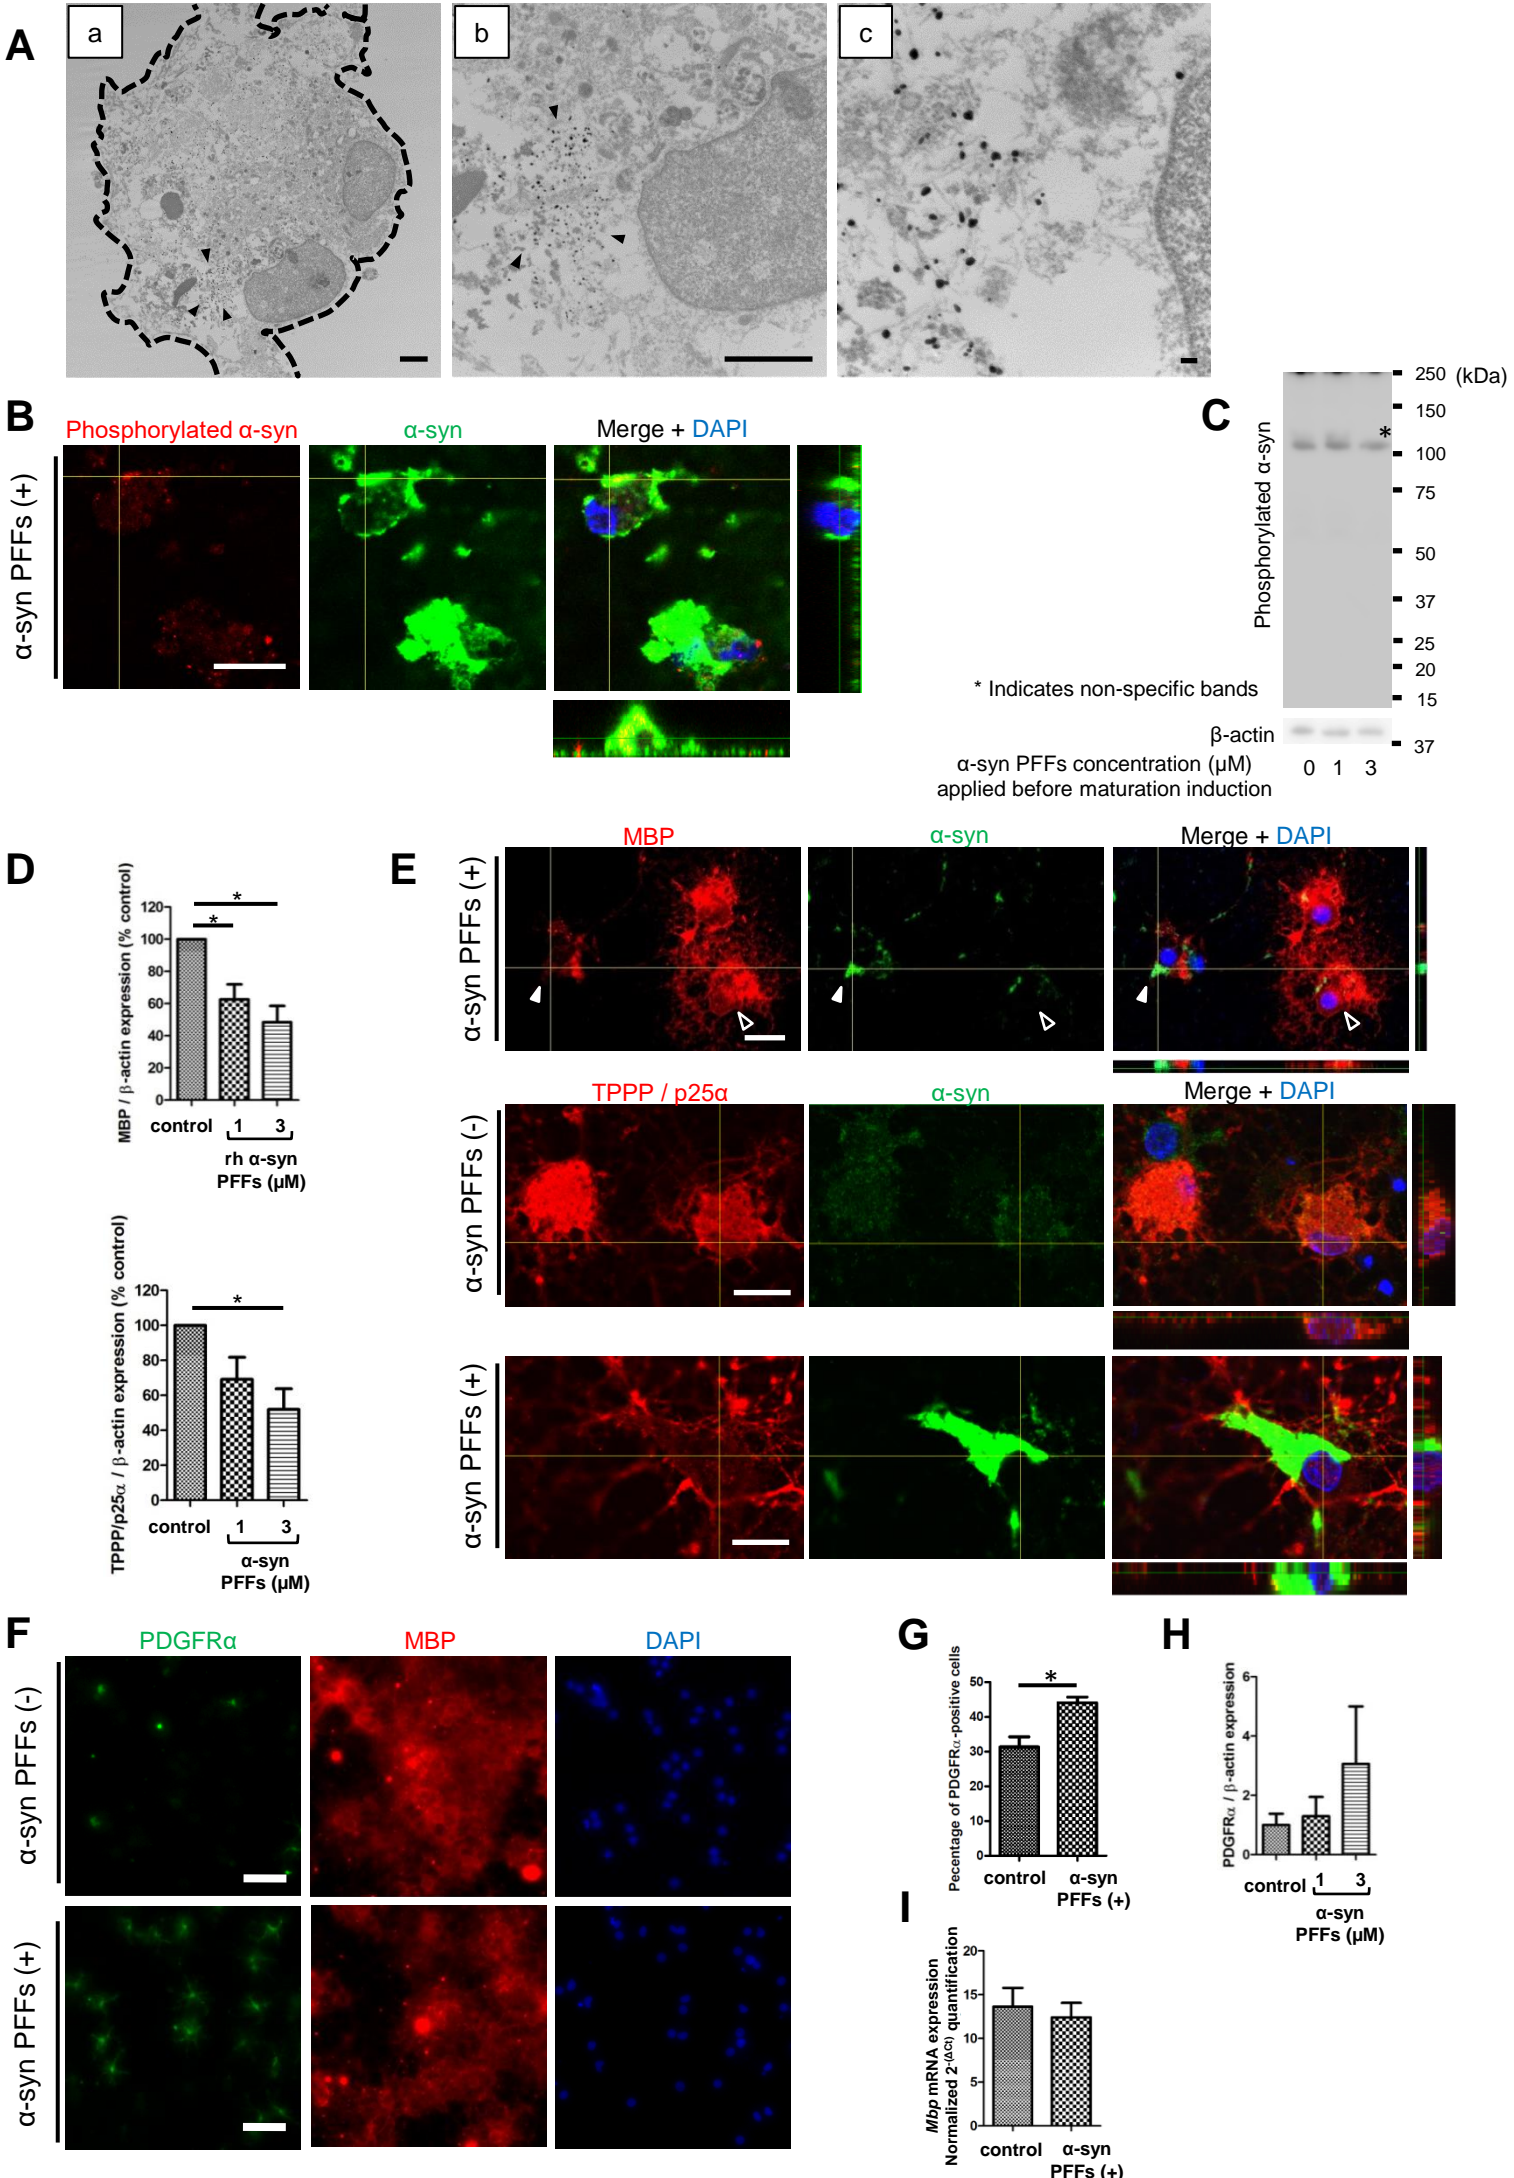 A
a
b
c
B
Phosphorylated α-syn
α-syn
Merge + DAPI
α-syn PFFs (+)
C
Phosphorylated α-syn
250 (kDa)
150
*
100
75
50
37
25
20
15
* Indicates non-specific bands
β-actin
37
α-syn PFFs concentration (μM)
applied before maturation induction
0 1 3
D
MBP / β-actin expression (% control)
120
100
80
60
40
20
0
*
*
control
1
3
rh α-syn
PFFs (μM)
TPPP/p25α / β-actin expression (% control)
120
100
80
60
40
20
0
*
control
1
3
α-syn
PFFs (μM)
E
MBP
α-syn
Merge + DAPI
α-syn PFFs (+)
TPPP / p25α
α-syn
Merge + DAPI
α-syn PFFs (-)
α-syn PFFs (+)
F
PDGFRα
MBP
DAPI
α-syn PFFs (-)
α-syn PFFs (+)
G
Pecentage of PDGFRα-positive cells
50
40
30
20
10
0
*
control
α-syn
PFFs (+)
H
PDGFRα / β-actin expression
6
4
2
0
control
1
3
α-syn
PFFs (μM)
I
Mbp mRNA expression
Normalized 2-(ΔCt) quantification
20
15
10
5
0
control
α-syn
PFFs (+)